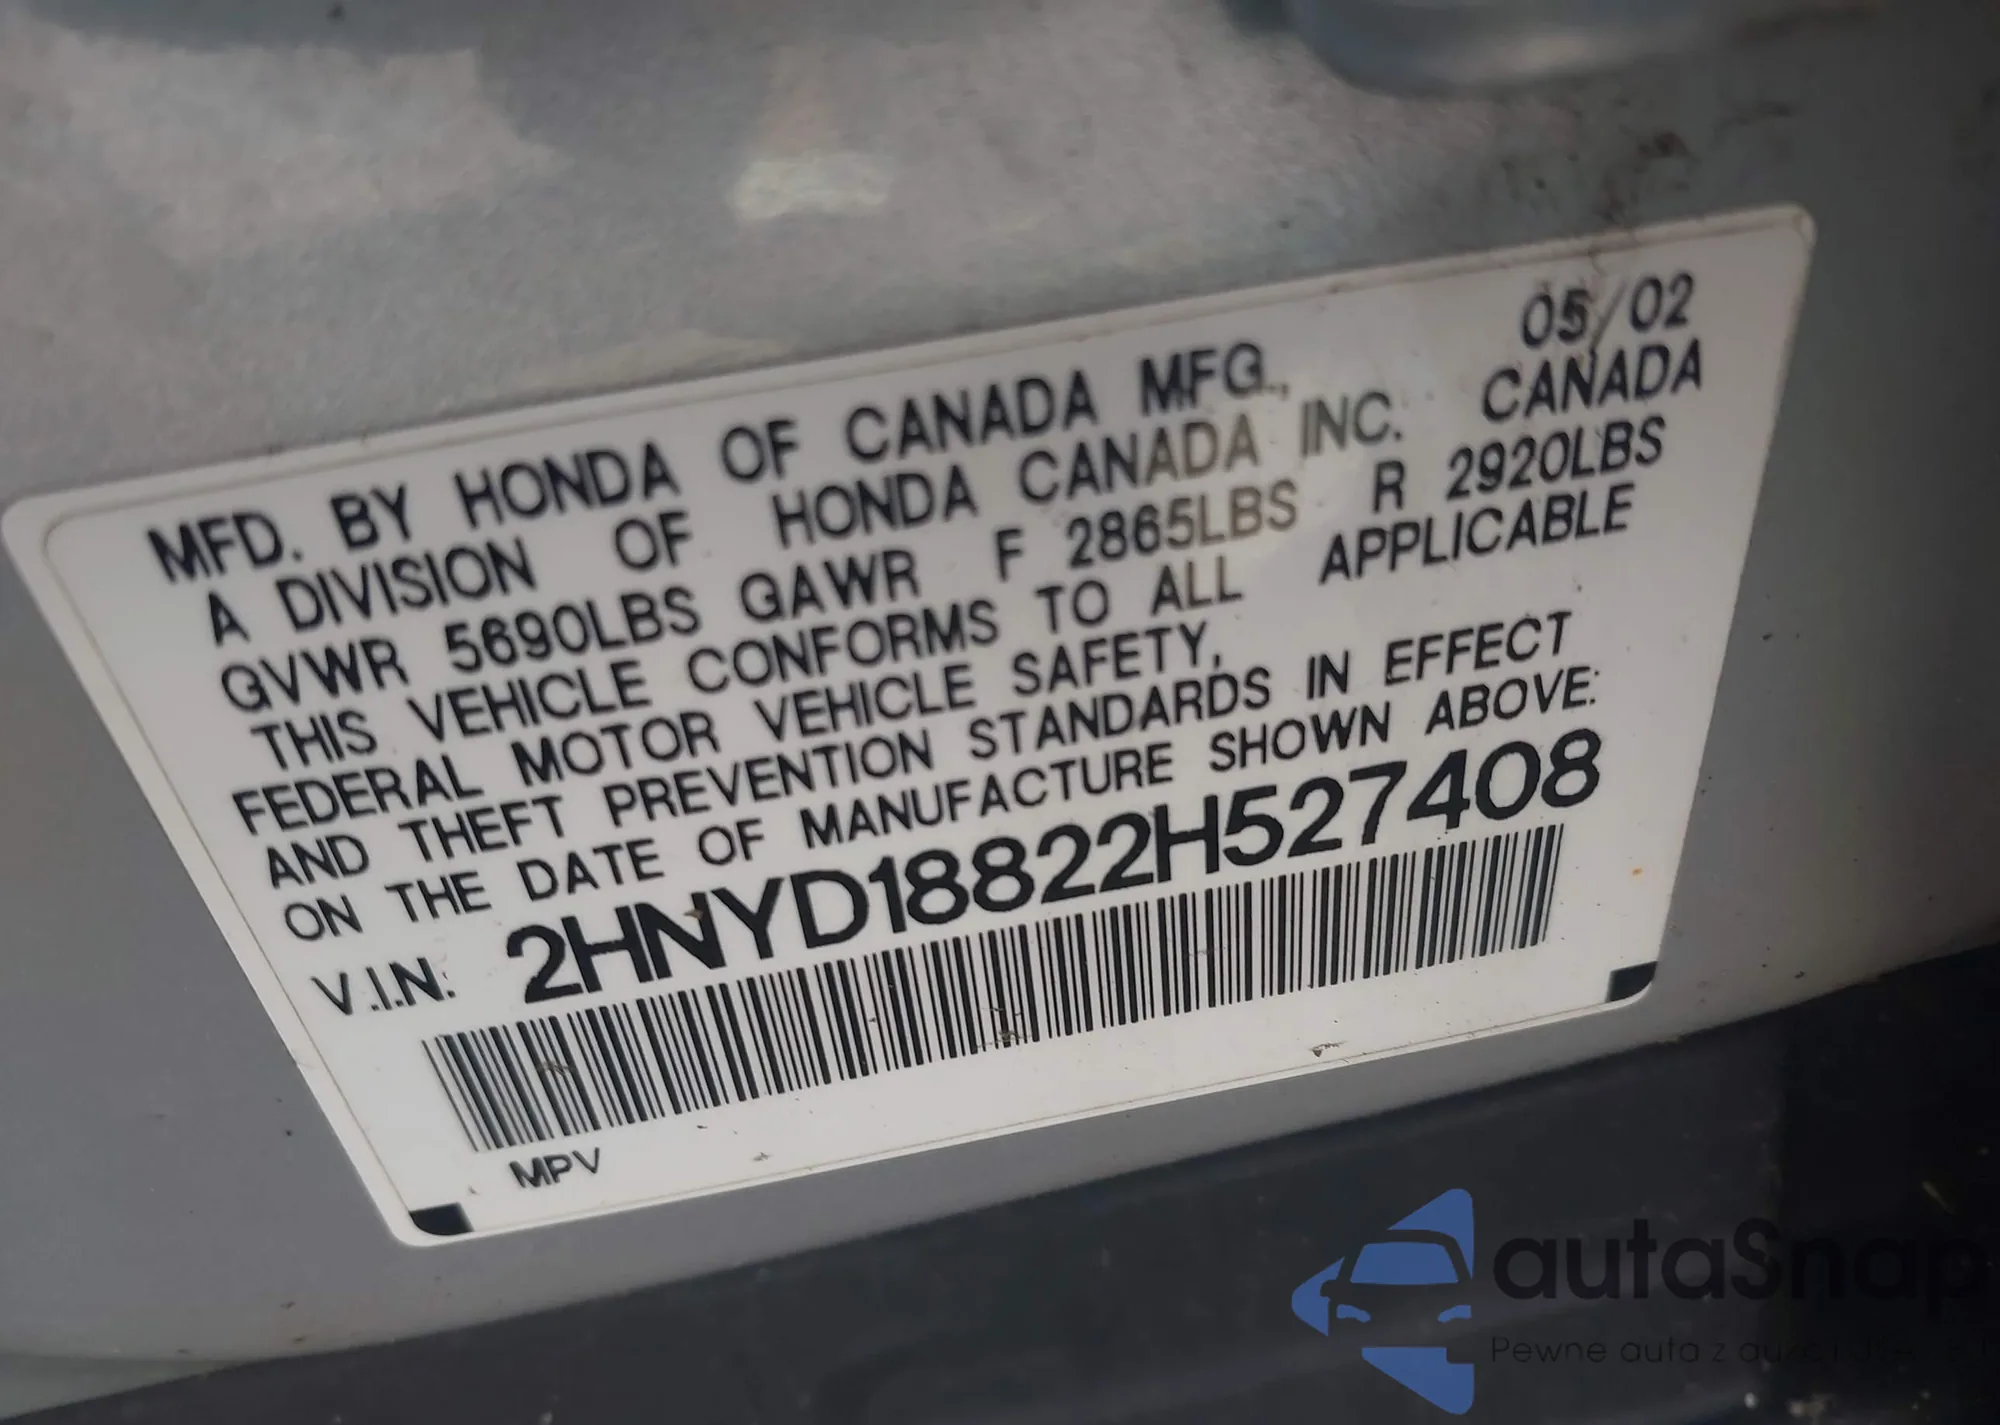 05/02
MFD. BY HONDA OF CANADA MFG.,
A DIVISION OF HONDA CANADA INC. CANADA
GVWR 5690LBS GAWR F 2865LBS R 2920LBS
THIS VEHICLE CONFORMS TO ALL APPLICABLE
FEDERAL MOTOR VEHICLE SAFETY,
AND THEFT PREVENTION STANDARDS IN EFFECT
ON THE DATE OF MANUFACTURE SHOWN ABOVE:
V.I.N: 2HNYD18822H527408
MPV
autaSnap
Pewne auta z